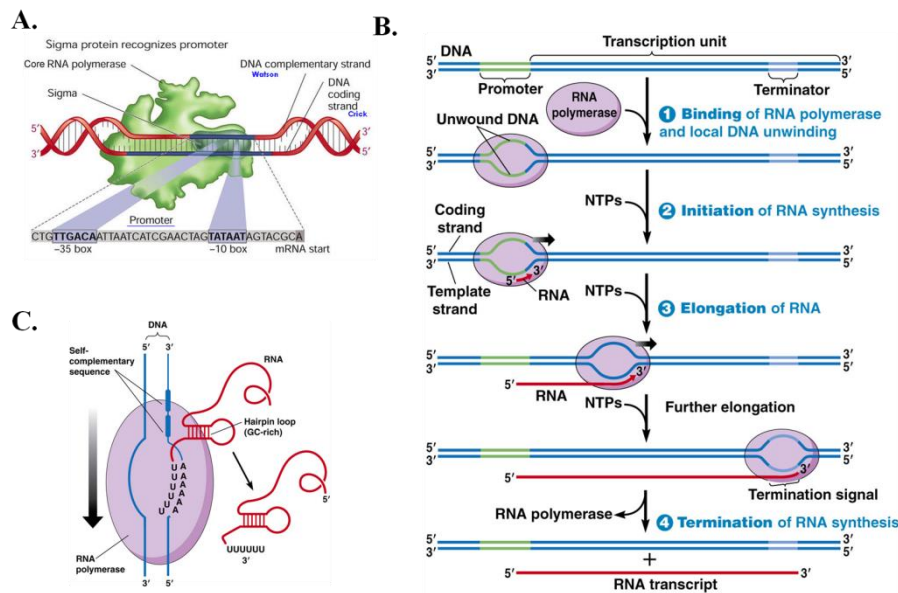 A.
Sigma protein recognizes promoter
Core RNA polymerase
DNA complementary strand
Watson
Sigma
DNA
coding
strand
Crick
5′
3′
3′
5′
Promoter
CTGTTGACAATTAATCATCGAACTAGTATAATAGTACGCA
–35 box
–10 box
mRNA start
B.
Transcription unit
DNA
5′
3′
3′
5′
Promoter
Terminator
RNA
polymerase
1 Binding of RNA polymerase
and local DNA unwinding
Unwound DNA
5′
3′
3′
5′
NTPs
2 Initiation of RNA synthesis
Coding
strand
5′
3′
3′
5′
Template
strand
5′
3′
RNA
NTPs
3 Elongation of RNA
5′
3′
3′
5′
3′
5′
RNA
NTPs
Further elongation
5′
3′
3′
5′
3′
5′
Termination signal
RNA polymerase
4 Termination of RNA synthesis
5′
3′
3′
5′
+
5′
3′
RNA transcript
C.
DNA
5′
3′
Self-
complementary
sequence
RNA
Hairpin loop
(GC-rich)
U
U
U
U
U
U
A
A
A
A
A
A
5′
UUUUUU
3′
RNA
polymerase
3′
5′